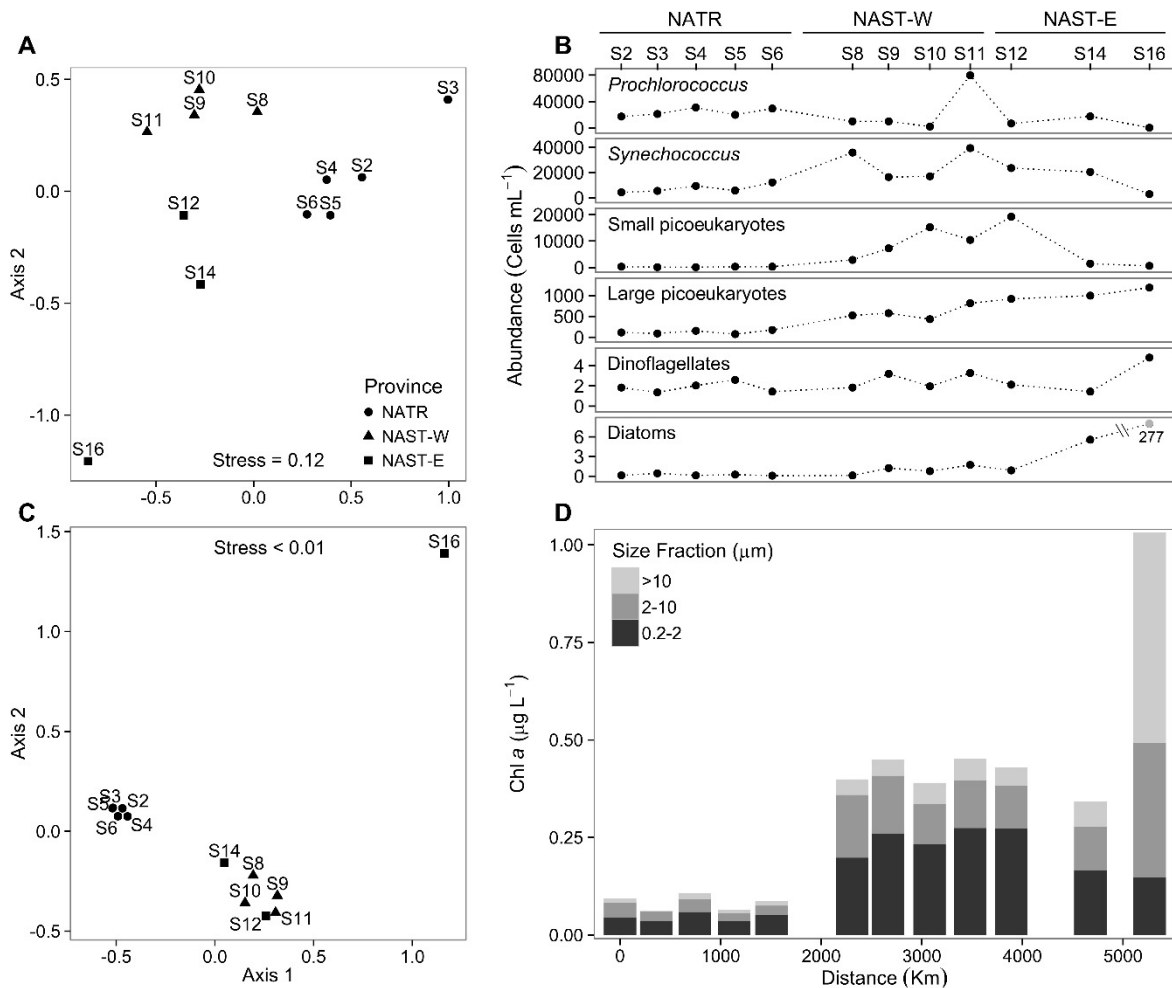 A
0.5
0.0
-0.5
-1.0
Axis 2
S10
S9
S8
S11
S3
S4
S2
S6
S5
S12
S14
S16
Province
NATR
NAST-W
NAST-E
Stress = 0.12
-0.5
0.0
0.5
1.0
B
NATR
NAST-W
NAST-E
S2 S3 S4 S5 S6 S8 S9 S10 S11 S12 S14 S16
Abundance (Cells mL⁻¹)
80000
40000
0
Prochlorococcus
40000
20000
0
Synechococcus
20000
10000
0
Small picoeukaryotes
1000
500
0
Large picoeukaryotes
4
2
0
Dinoflagellates
6
3
0
Diatoms
277
C
1.5
1.0
0.5
0.0
-0.5
Axis 2
Stress < 0.01
S16
S3
S5
S2
S6
S4
S14
S8
S10
S9
S12
S11
-0.5
0.0
0.5
1.0
Axis 1
D
1.00
0.75
0.50
0.25
0.00
Chl a (µg L⁻¹)
Size Fraction (µm)
>10
2-10
0.2-2
0
1000
2000
3000
4000
5000
Distance (Km)